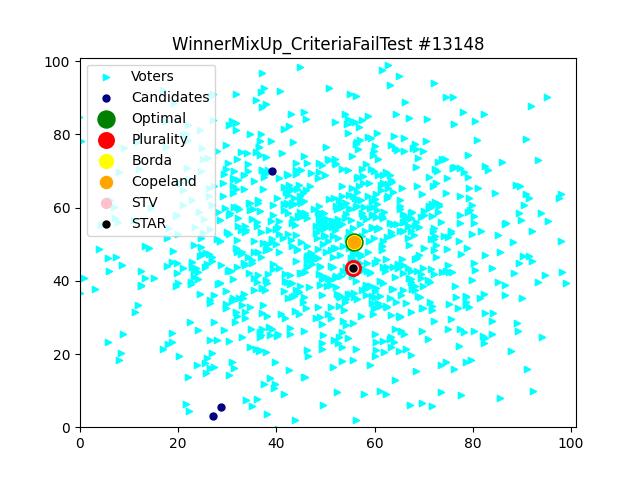 WinnerMixUp_CriteriaFailTest #13148
100
80
60
40
20
0
Voters
Candidates
Optimal
Plurality
Borda
Copeland
STV
STAR
0 20 40 60 80 100